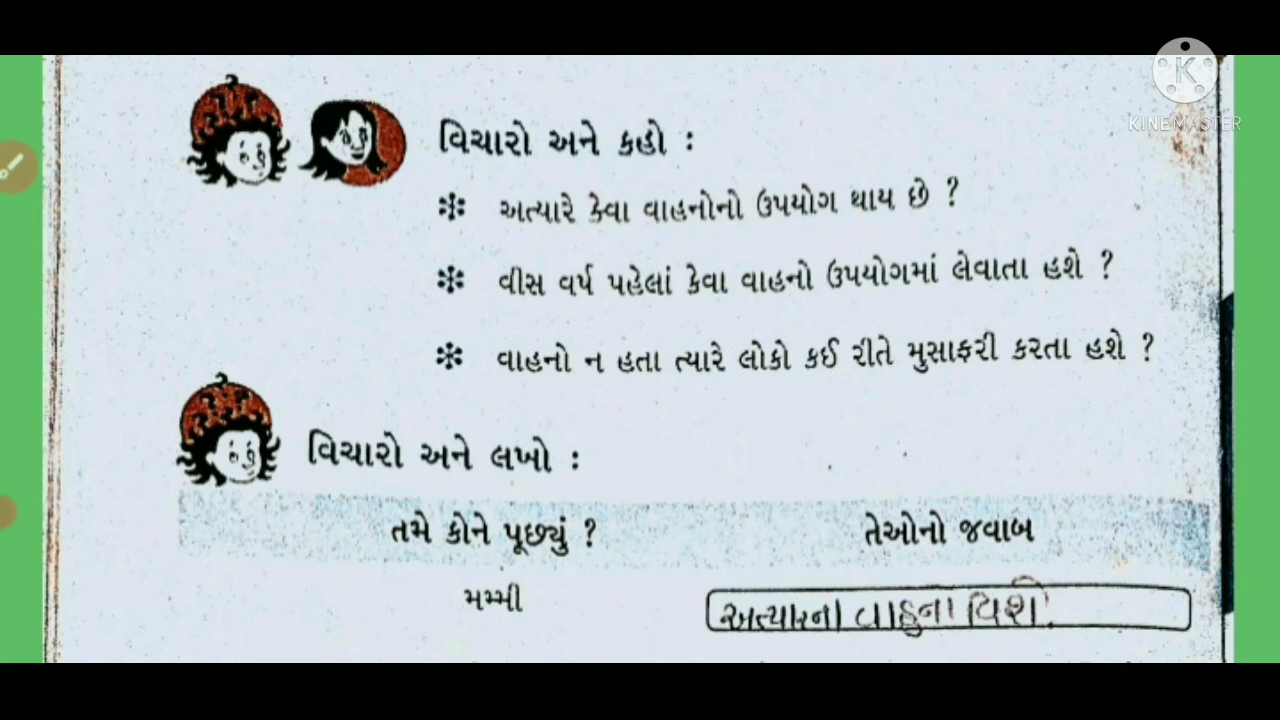 KINEMASTER
વિચારો અને કહો :
અત્યારે કેવા વાહનોનો ઉપયોગ થાય છે ?
વીસ વર્ષ પહેલાં કેવા વાહનો ઉપયોગમાં લેવાતા હશે ?
વાહનો ન હતા ત્યારે લોકો કઈ રીતે મુસાફરી કરતા હશે ?
વિચારો અને લખો :
તમે કોને પૂછ્યું ? તેઓનો જવાબ
મમ્મી અત્યારના વાહનો વિશે.